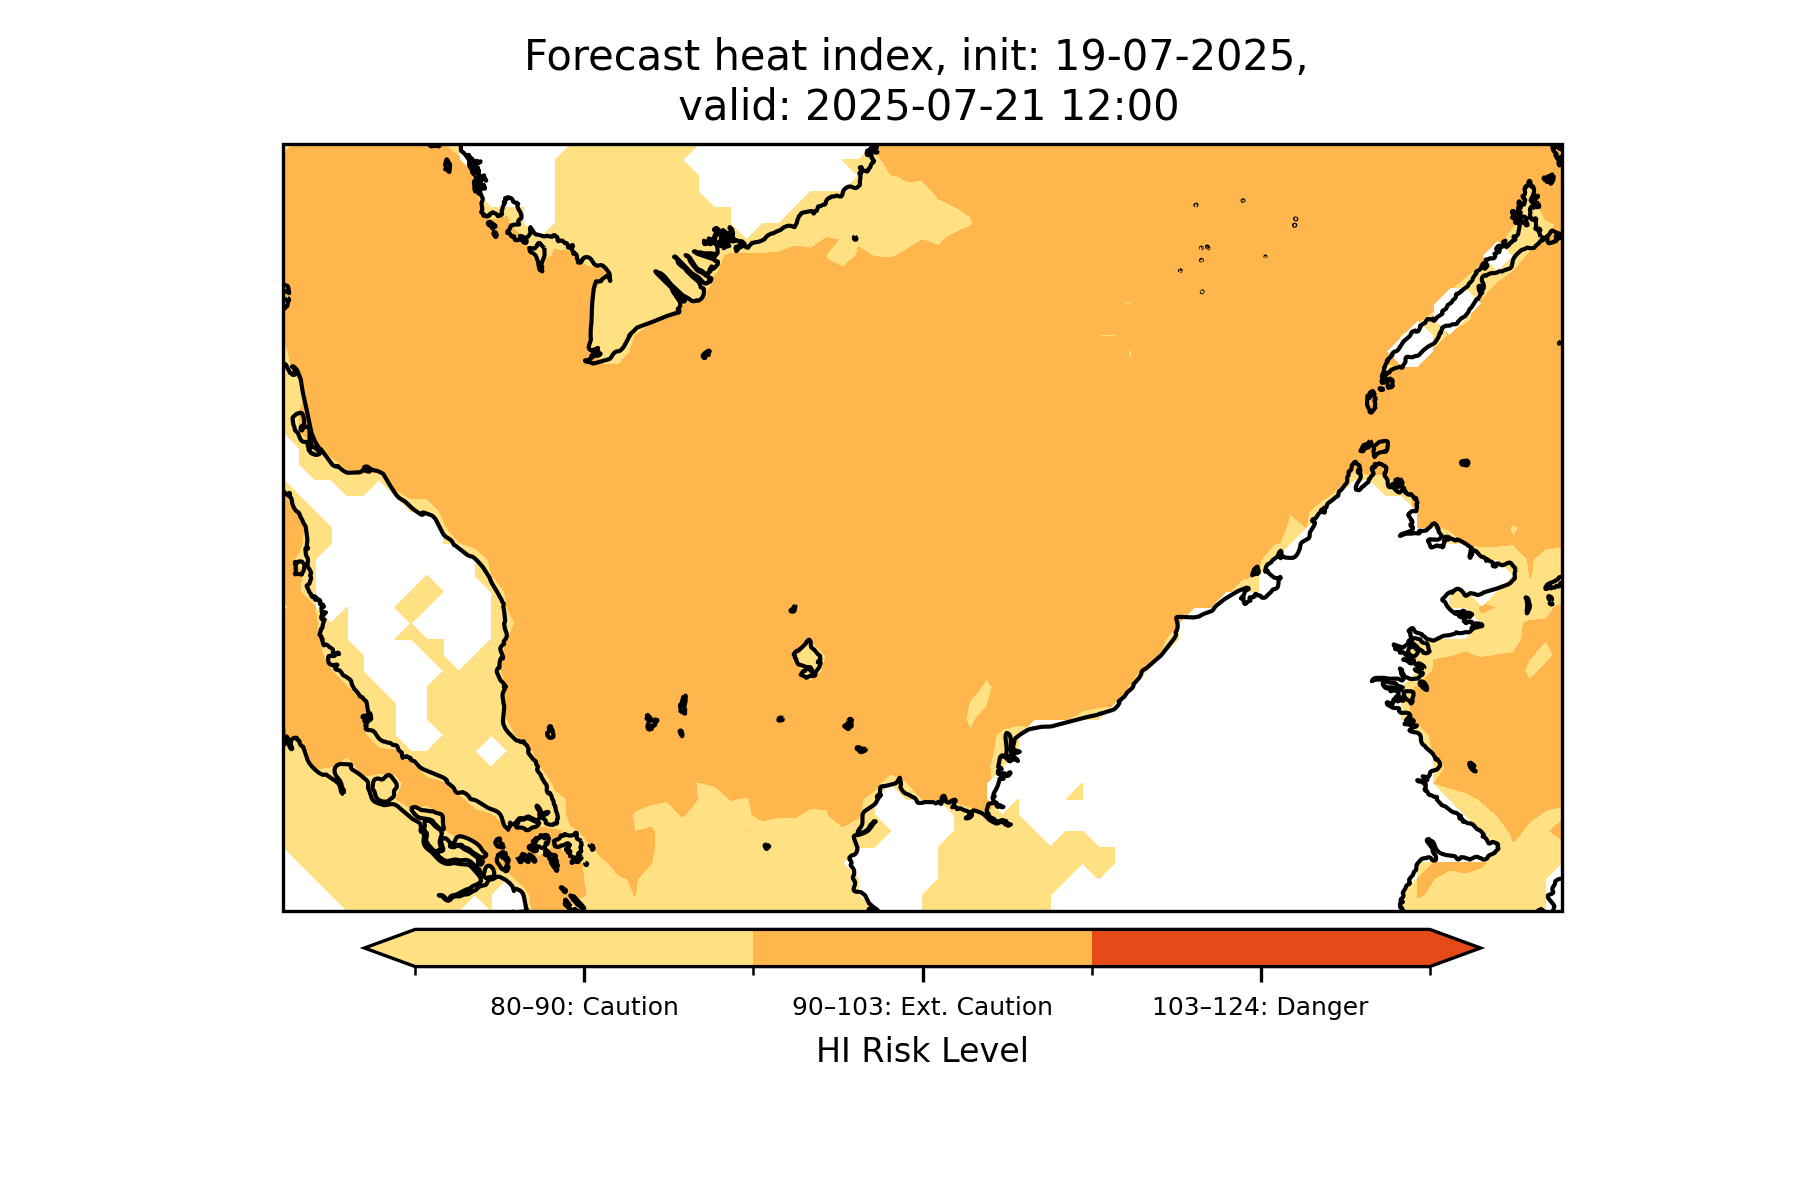 Forecast heat index, init: 19-07-2025,
valid: 2025-07-21 12:00
80–90: Caution
90–103: Ext. Caution
103–124: Danger
HI Risk Level